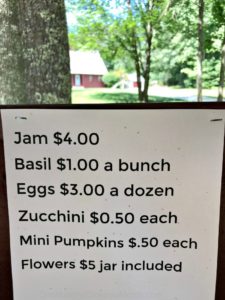 Jam $4.00
Basil $1.00 a bunch
Eggs $3.00 a dozen
Zucchini $0.50 each
Mini Pumpkins $.50 each
Flowers $5 jar included